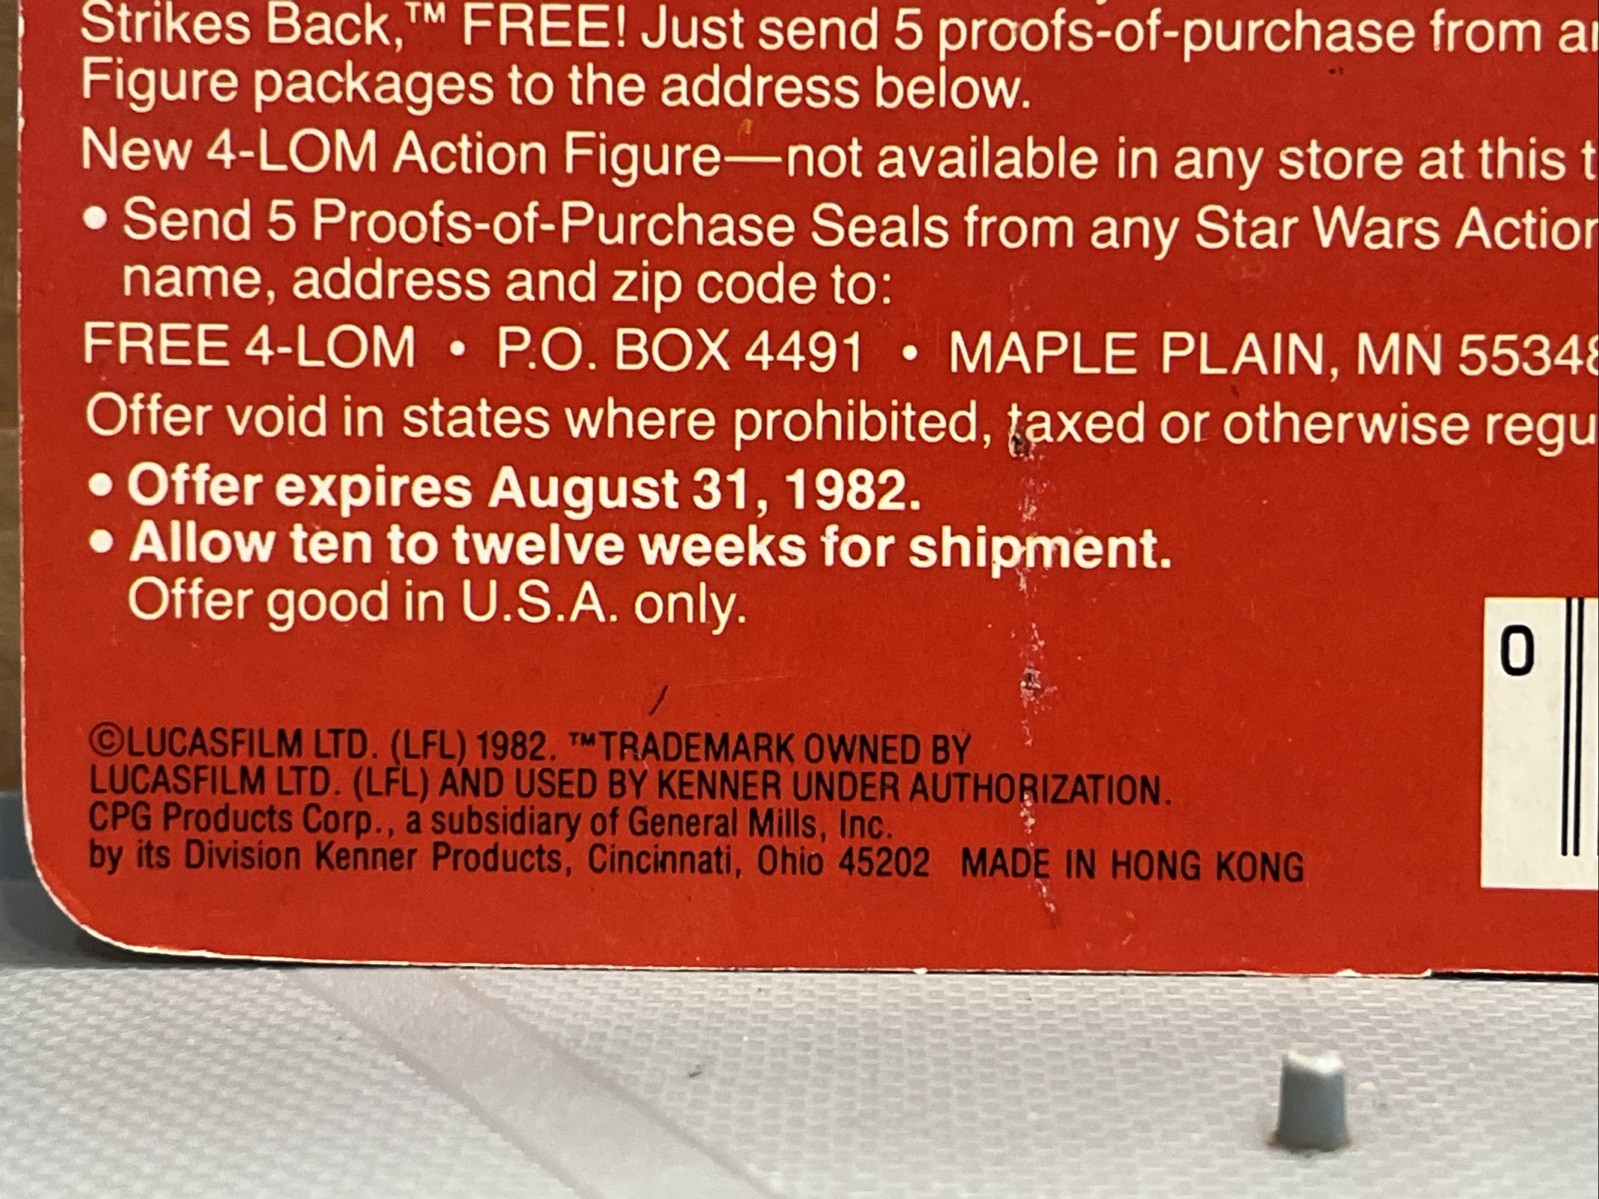 Strikes Back,™ FREE! Just send 5 proofs-of-purchase from
Figure packages to the address below.
New 4-LOM Action Figure—not available in any store at this
• Send 5 Proofs-of-Purchase Seals from any Star Wars Action
name, address and zip code to:
FREE 4-LOM • P.O. BOX 4491 • MAPLE PLAIN, MN 55348
Offer void in states where prohibited, taxed or otherwise regu
• Offer expires August 31, 1982.
• Allow ten to twelve weeks for shipment.
Offer good in U.S.A. only.
0
©LUCASFILM LTD. (LFL) 1982. ™TRADEMARK OWNED BY
LUCASFILM LTD. (LFL) AND USED BY KENNER UNDER AUTHORIZATION.
CPG Products Corp., a subsidiary of General Mills, Inc.
by its Division Kenner Products, Cincinnati, Ohio 45202 MADE IN HONG KONG